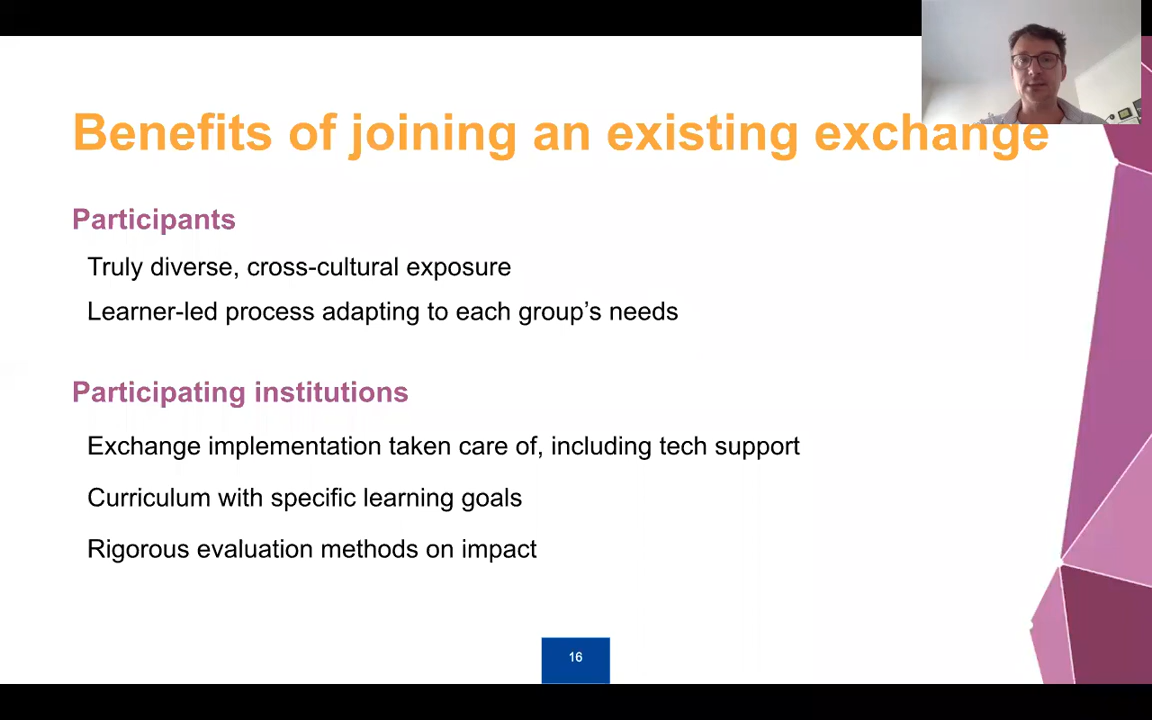 Benefits of joining an existing exchange
Participants
Truly diverse, cross-cultural exposure
Learner-led process adapting to each group’s needs
Participating institutions
Exchange implementation taken care of, including tech support
Curriculum with specific learning goals
Rigorous evaluation methods on impact
16